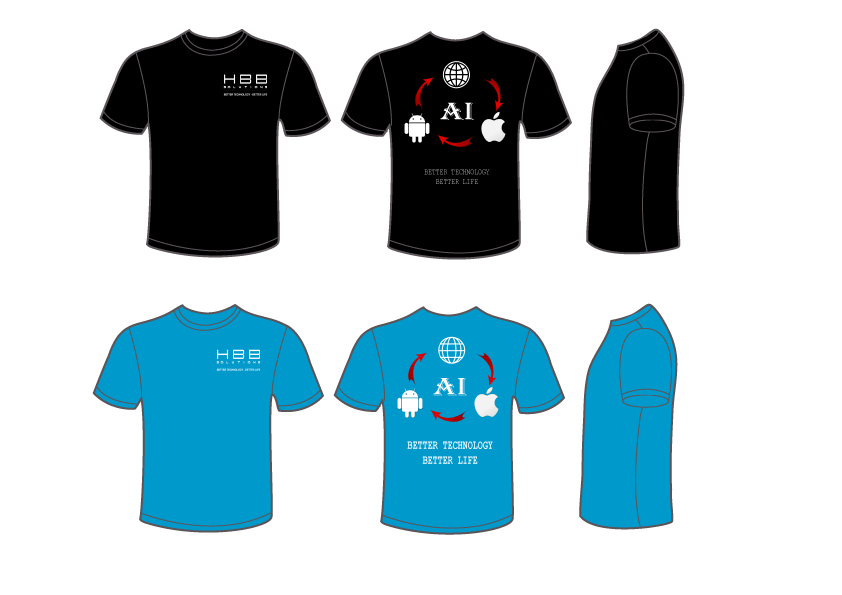 HBB
SOLUTIONS
BETTER TECHNOLOGY - BETTER LIFE
AI
BETTER TECHNOLOGY
BETTER LIFE
HBB
SOLUTIONS
BETTER TECHNOLOGY - BETTER LIFE
AI
BETTER TECHNOLOGY
BETTER LIFE